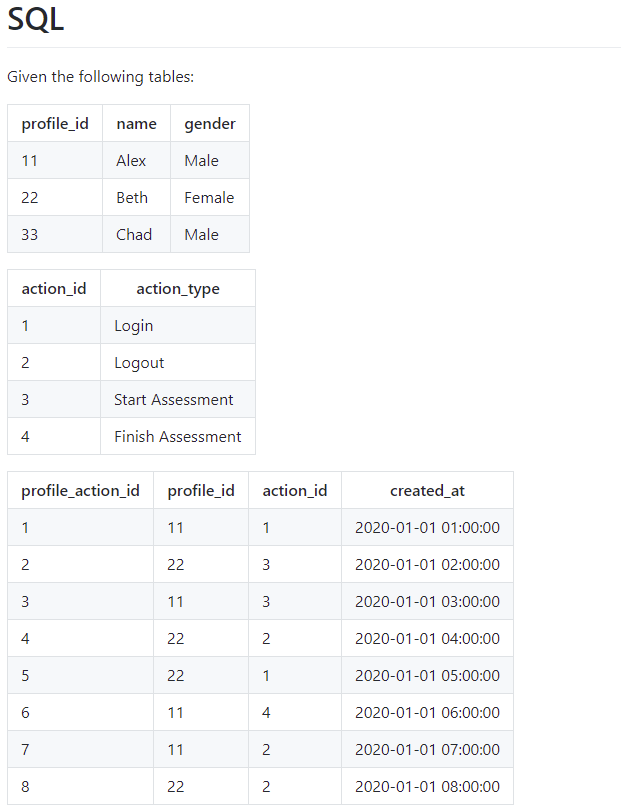 SQL
Given the following tables:
profile_id name gender
11 Alex Male
22 Beth Female
33 Chad Male
action_id action_type
1 Login
2 Logout
3 Start Assessment
4 Finish Assessment
profile_action_id profile_id action_id created_at
1 11 1 2020-01-01 01:00:00
2 22 3 2020-01-01 02:00:00
3 11 3 2020-01-01 03:00:00
4 22 2 2020-01-01 04:00:00
5 22 1 2020-01-01 05:00:00
6 11 4 2020-01-01 06:00:00
7 11 2 2020-01-01 07:00:00
8 22 2 2020-01-01 08:00:00